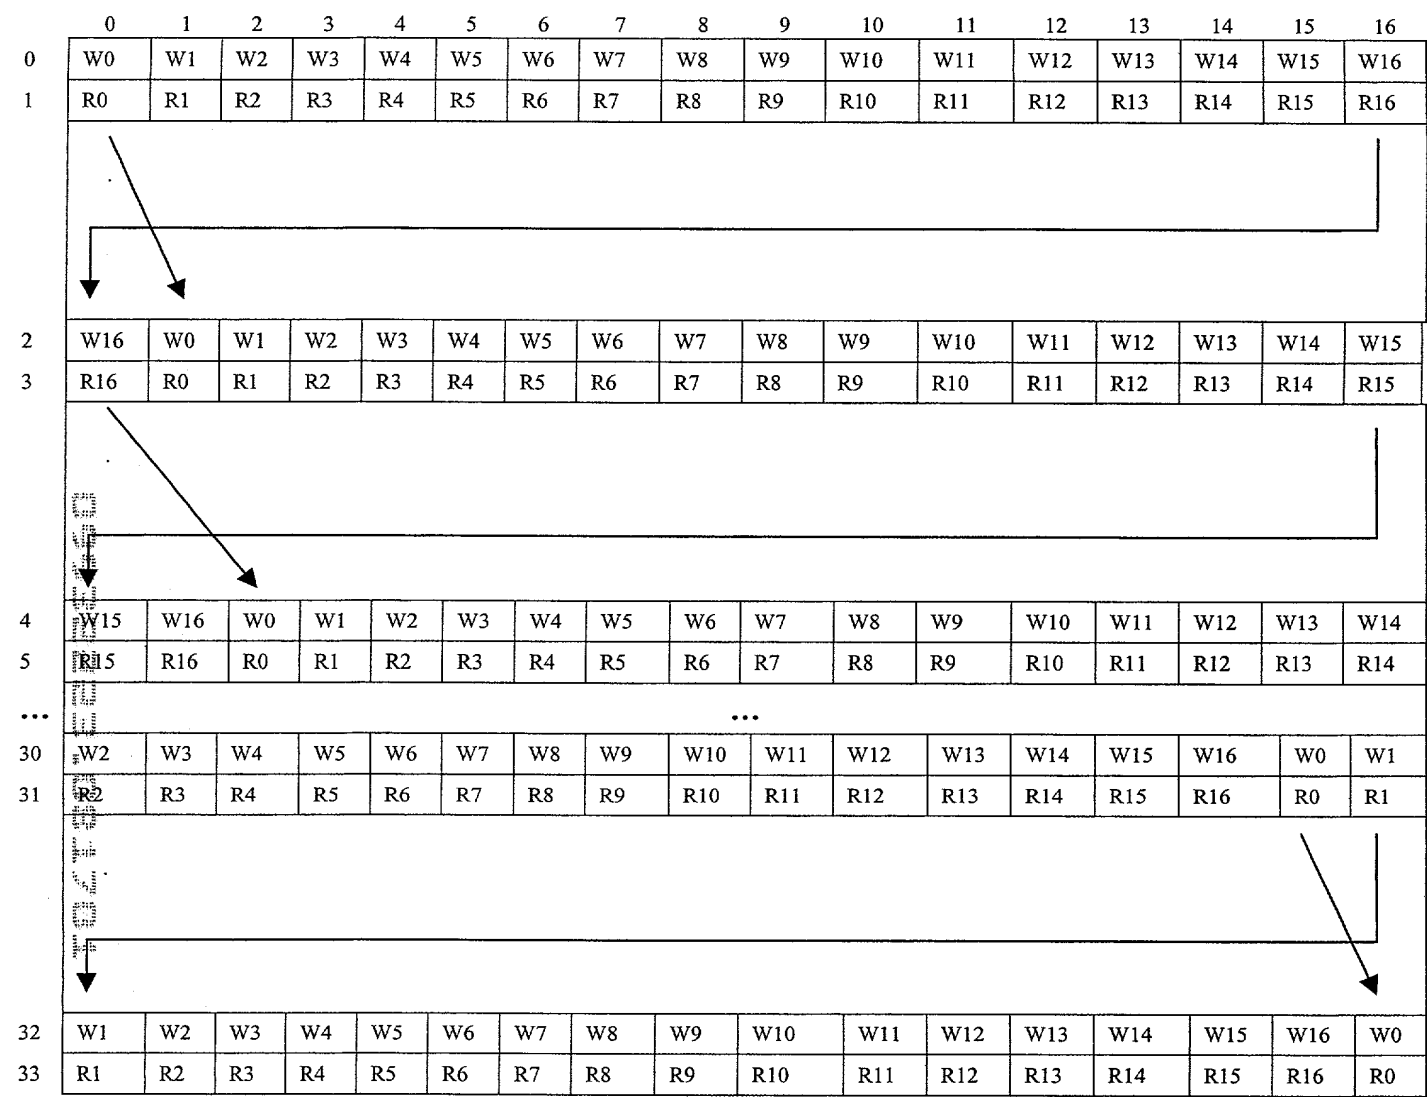 0 1 2 3 4 5 6 7 8 9 10 11 12 13 14 15 16
0 W0 W1 W2 W3 W4 W5 W6 W7 W8 W9 W10 W11 W12 W13 W14 W15 W16
1 R0 R1 R2 R3 R4 R5 R6 R7 R8 R9 R10 R11 R12 R13 R14 R15 R16
2 W16 W0 W1 W2 W3 W4 W5 W6 W7 W8 W9 W10 W11 W12 W13 W14 W15
3 R16 R0 R1 R2 R3 R4 R5 R6 R7 R8 R9 R10 R11 R12 R13 R14 R15
4 W15 W16 W0 W1 W2 W3 W4 W5 W6 W7 W8 W9 W10 W11 W12 W13 W14
5 R15 R16 R0 R1 R2 R3 R4 R5 R6 R7 R8 R9 R10 R11 R12 R13 R14
... ...
30 W2 W3 W4 W5 W6 W7 W8 W9 W10 W11 W12 W13 W14 W15 W16 W0 W1
31 R2 R3 R4 R5 R6 R7 R8 R9 R10 R11 R12 R13 R14 R15 R16 R0 R1
32 W1 W2 W3 W4 W5 W6 W7 W8 W9 W10 W11 W12 W13 W14 W15 W16 W0
33 R1 R2 R3 R4 R5 R6 R7 R8 R9 R10 R11 R12 R13 R14 R15 R16 R0